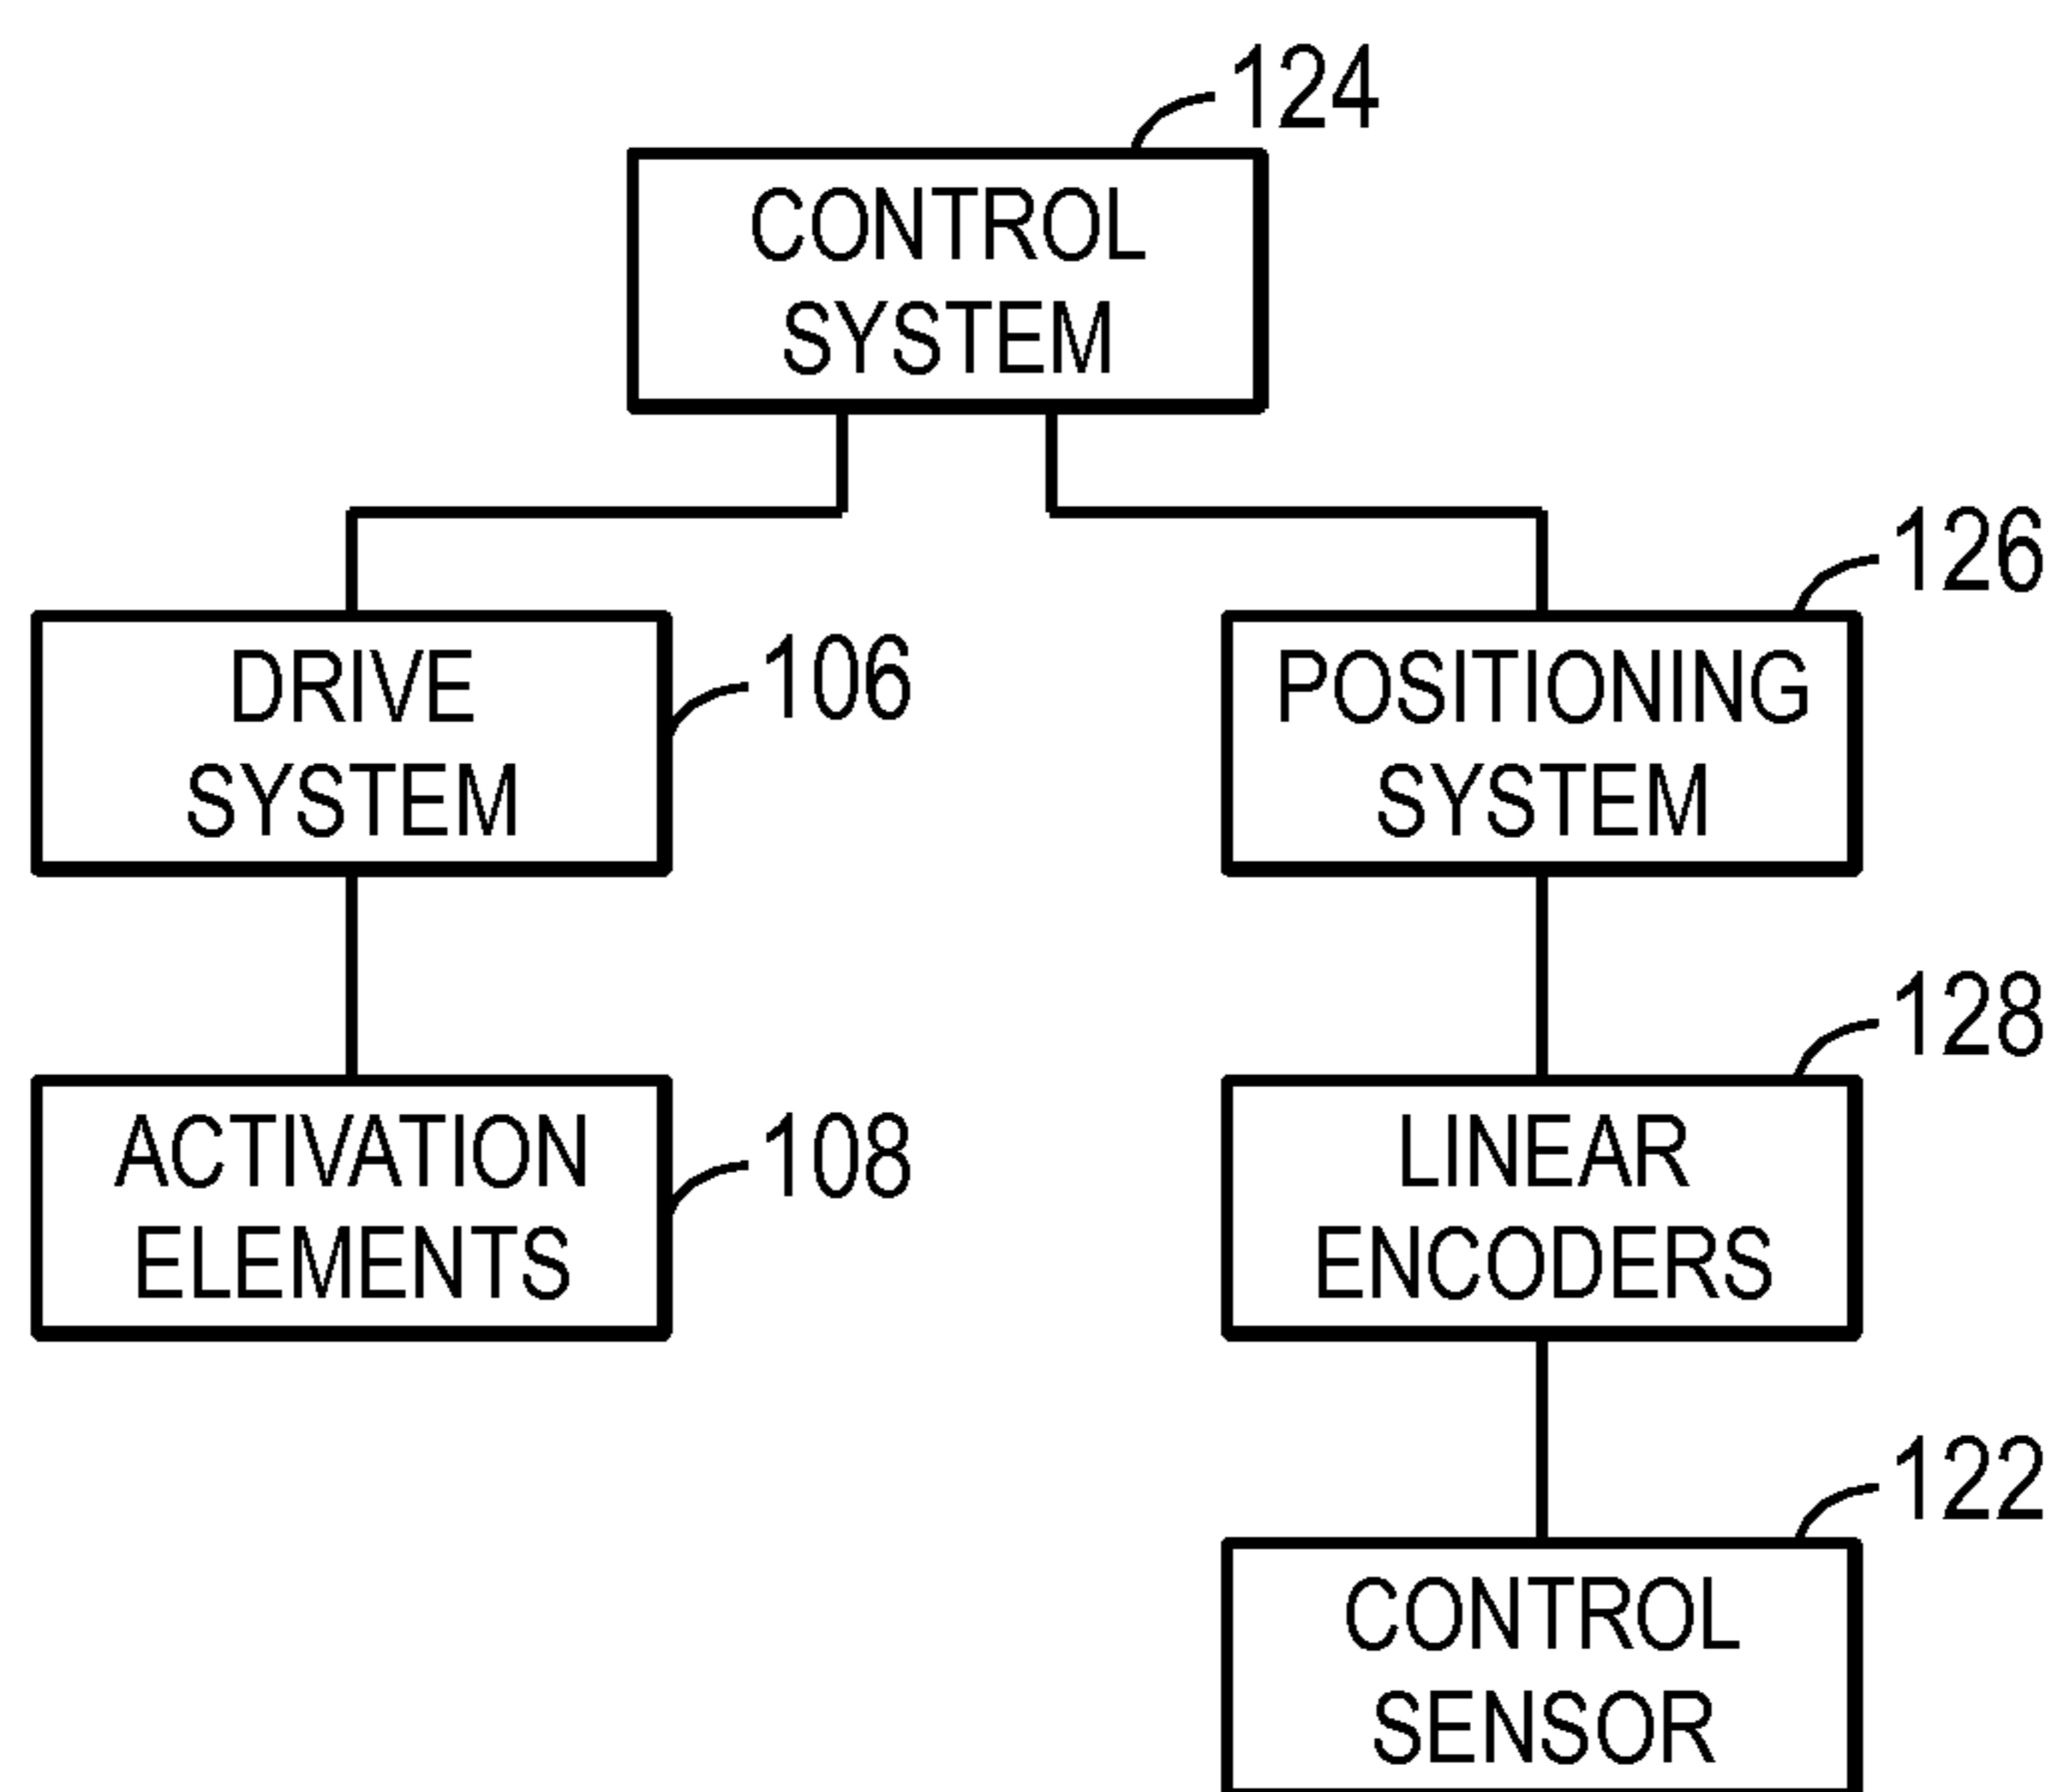 124
CONTROL
SYSTEM
126
DRIVE
SYSTEM
106
POSITIONING
SYSTEM
128
ACTIVATION
ELEMENTS
108
LINEAR
ENCODERS
122
CONTROL
SENSOR